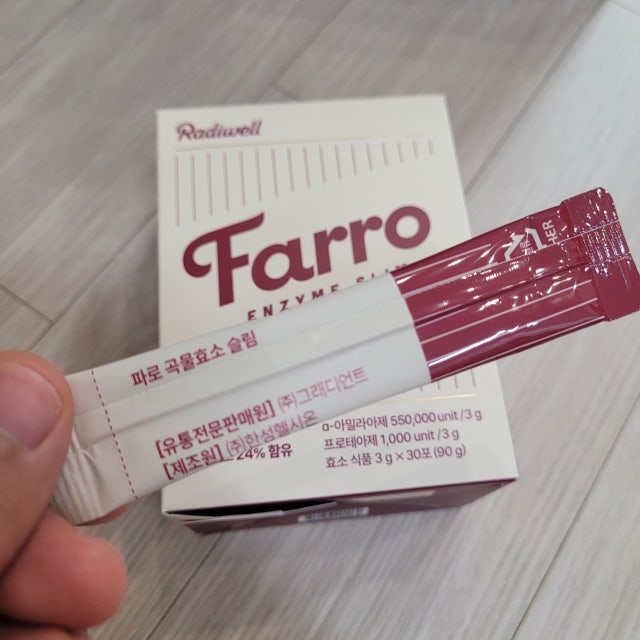 Radiwell
Farro
ENZYME
파로 곡물효소 슬림
[유통전문판매원] (주)그래디언트
[제조원] (주)한성헬시온
24% 함유
α-아밀라아제 550,000 unit / 3 g
프로테아제 1,000 unit / 3 g
효소 식품 3 g × 30포 (90 g)